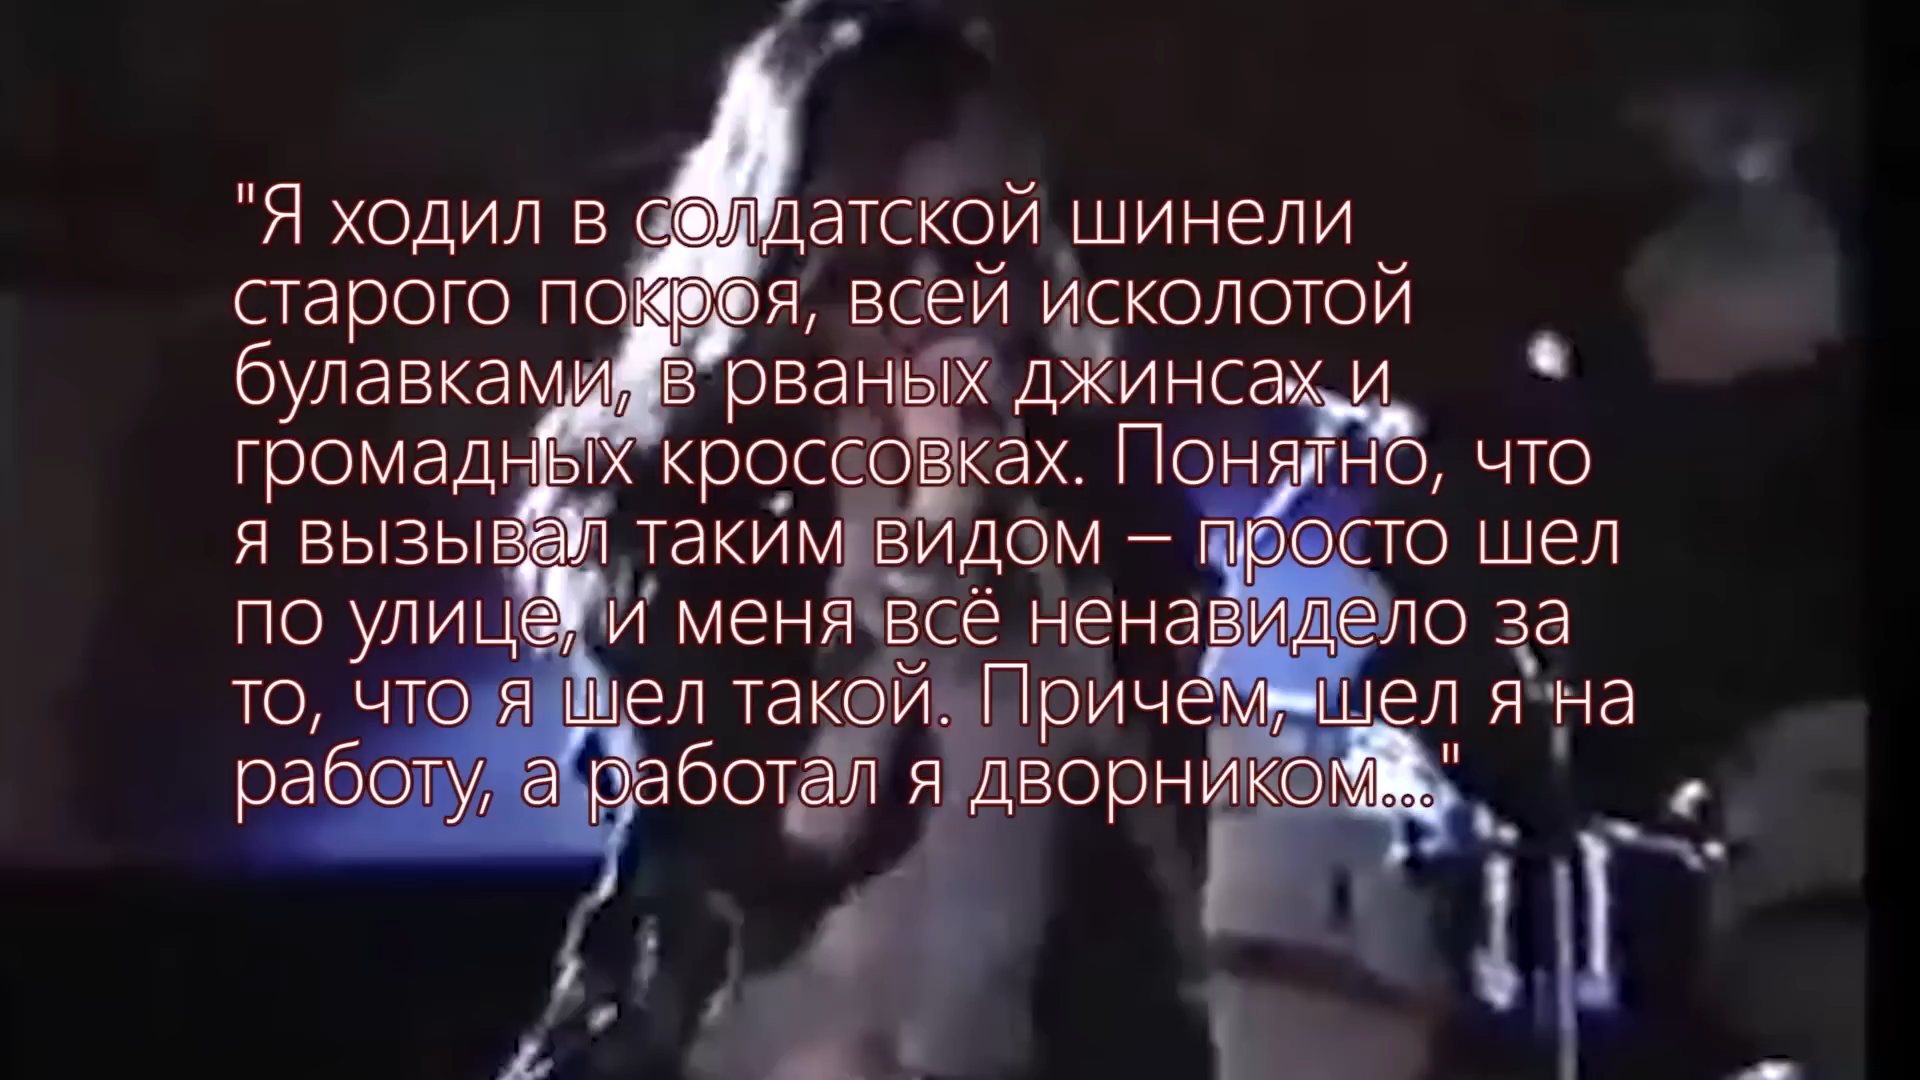 "Я ходил в солдатской шинели
старого покроя, всей исколотой
булавками, в рваных джинсах и
громадных кроссовках. Понятно, что
я вызывал таким видом – просто шел
по улице, и меня всё ненавидело за
то, что я шел такой. Причем, шел я на
работу, а работал я дворником..."